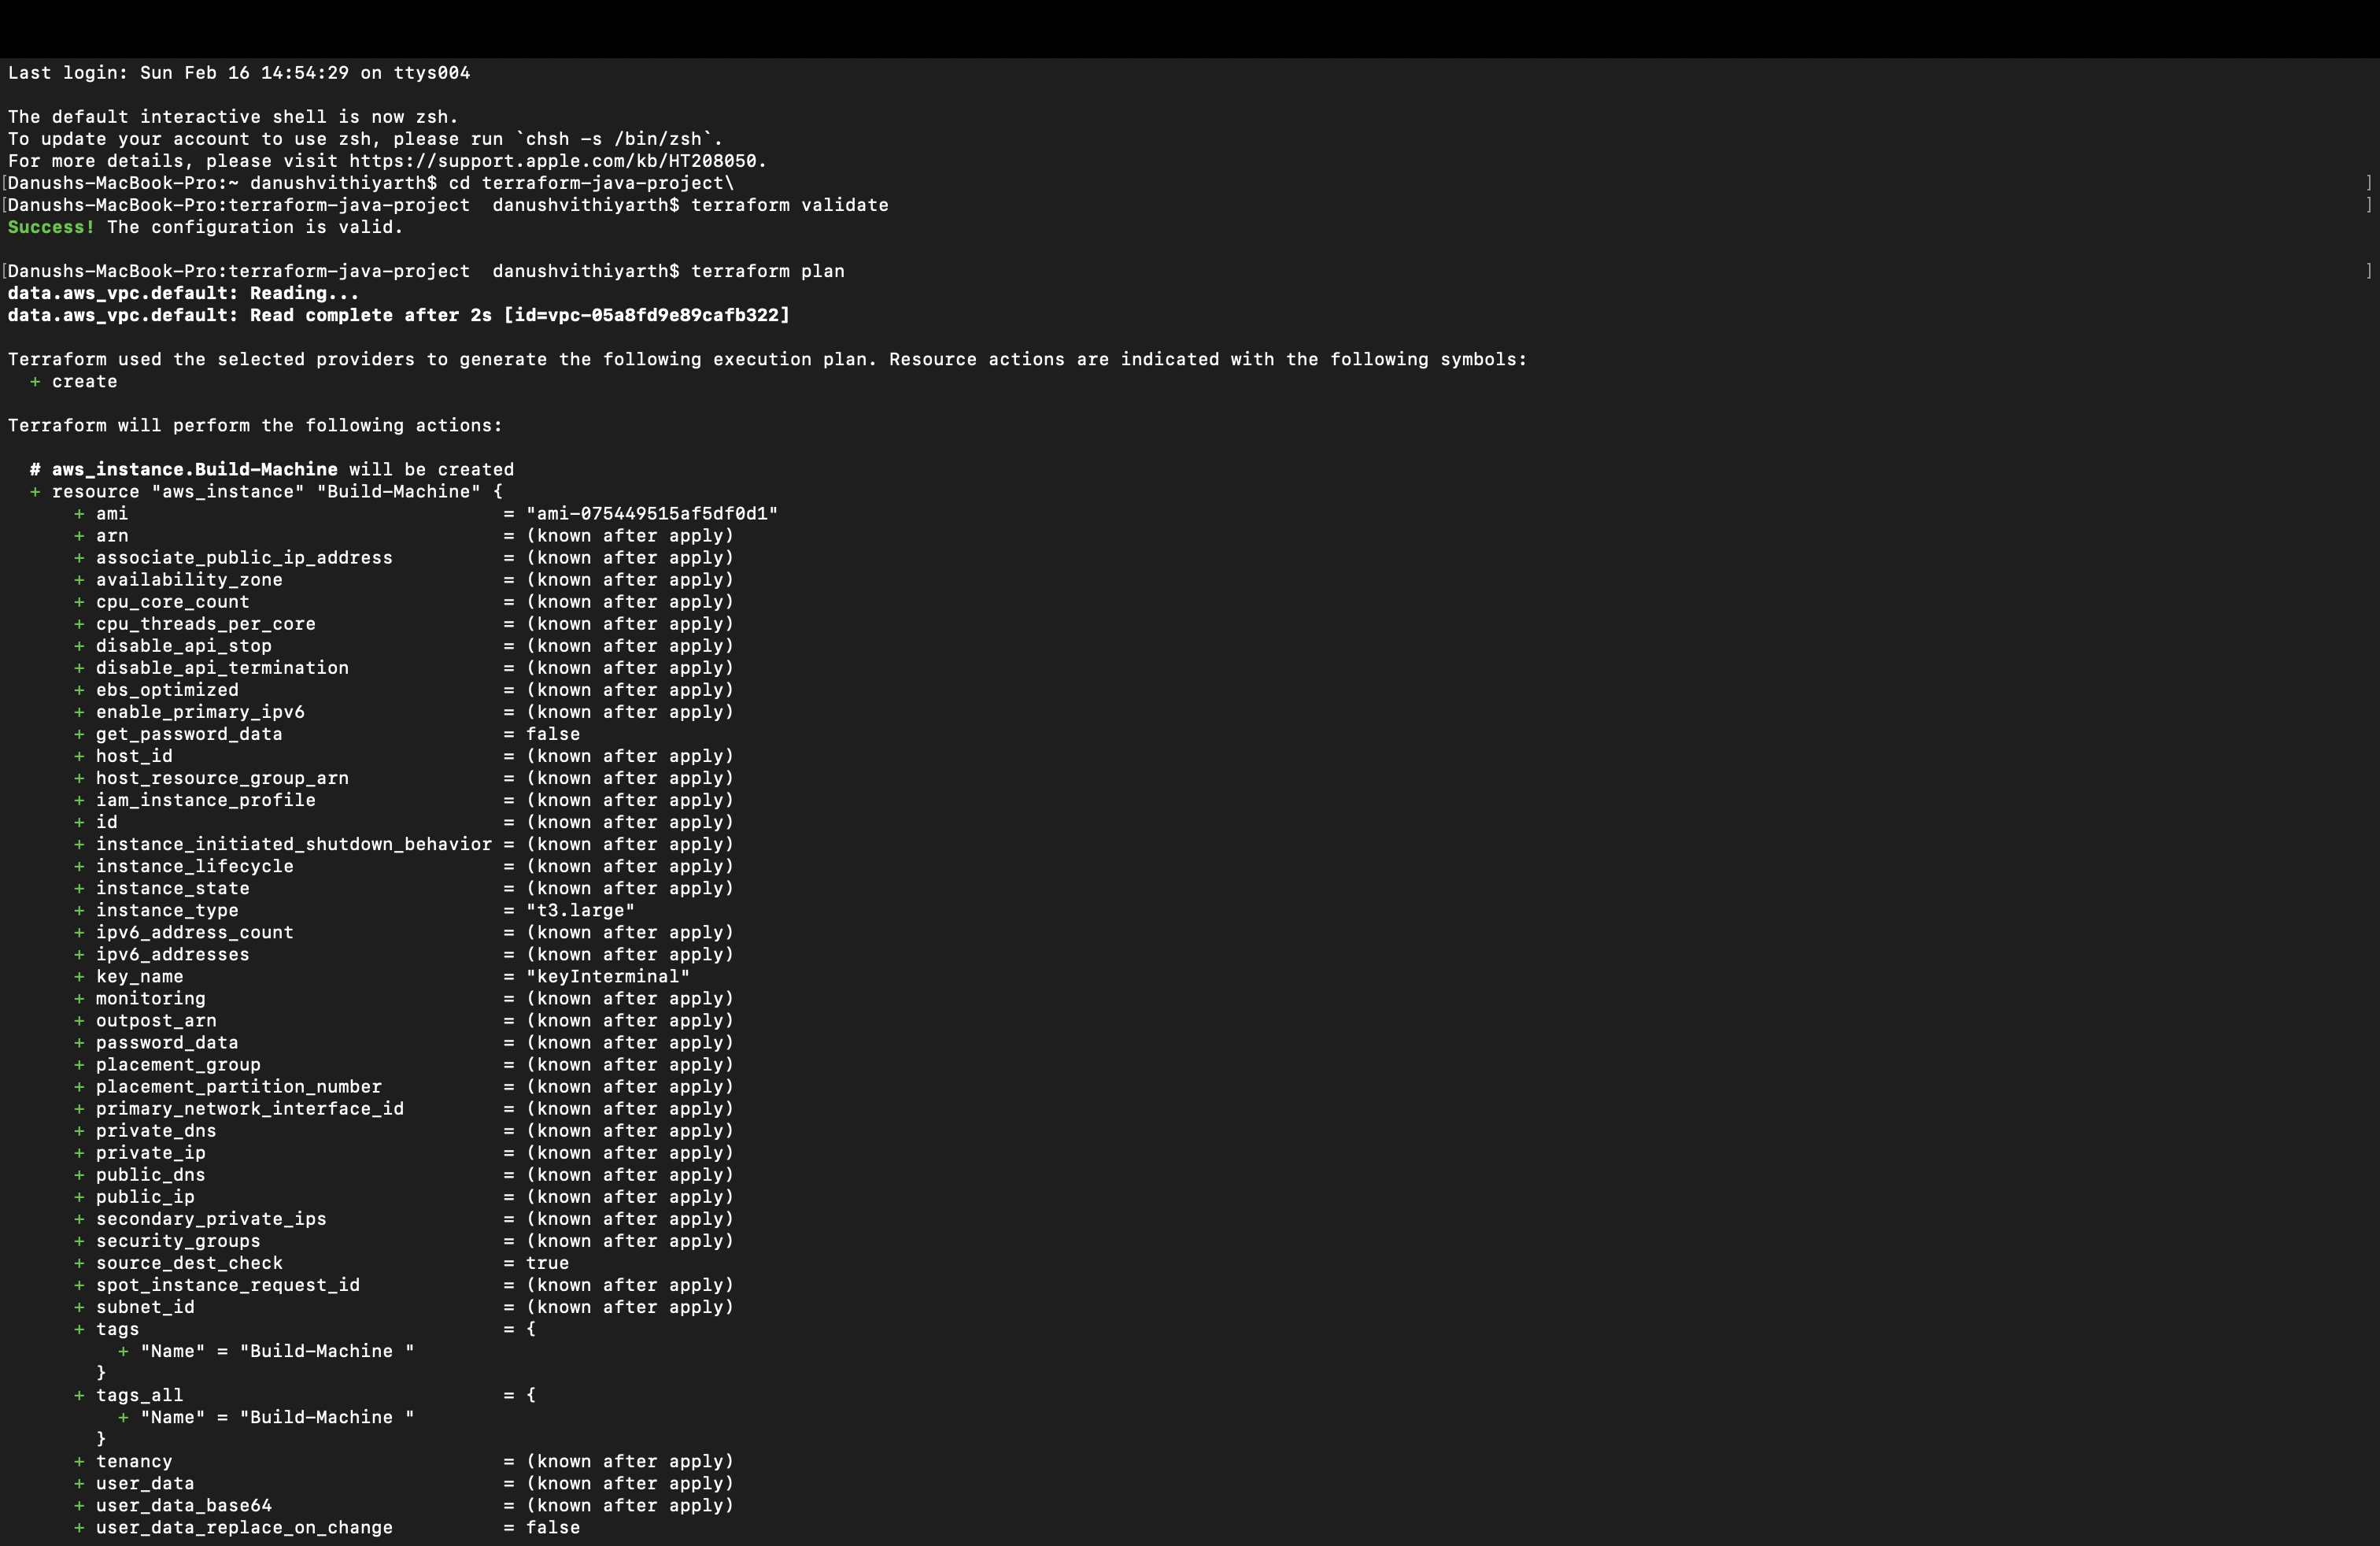 Last login: Sun Feb 16 14:54:29 on ttys004
The default interactive shell is now zsh.
To update your account to use zsh, please run `chsh -s /bin/zsh`.
For more details, please visit https://support.apple.com/kb/HT208050.
[Danushs-MacBook-Pro:~ danushvithiyarth$ cd terraform-java-project\ ]
[Danushs-MacBook-Pro:terraform-java-project  danushvithiyarth$ terraform validate ]
Success! The configuration is valid.
[Danushs-MacBook-Pro:terraform-java-project  danushvithiyarth$ terraform plan ]
data.aws_vpc.default: Reading...
data.aws_vpc.default: Read complete after 2s [id=vpc-05a8fd9e89cafb322]
Terraform used the selected providers to generate the following execution plan. Resource actions are indicated with the following symbols:
  + create
Terraform will perform the following actions:
  # aws_instance.Build-Machine will be created
  + resource "aws_instance" "Build-Machine" {
      + ami                                  = "ami-075449515af5df0d1"
      + arn                                  = (known after apply)
      + associate_public_ip_address          = (known after apply)
      + availability_zone                    = (known after apply)
      + cpu_core_count                       = (known after apply)
      + cpu_threads_per_core                 = (known after apply)
      + disable_api_stop                     = (known after apply)
      + disable_api_termination              = (known after apply)
      + ebs_optimized                        = (known after apply)
      + enable_primary_ipv6                  = (known after apply)
      + get_password_data                    = false
      + host_id                              = (known after apply)
      + host_resource_group_arn              = (known after apply)
      + iam_instance_profile                 = (known after apply)
      + id                                   = (known after apply)
      + instance_initiated_shutdown_behavior = (known after apply)
      + instance_lifecycle                   = (known after apply)
      + instance_state                       = (known after apply)
      + instance_type                        = "t3.large"
      + ipv6_address_count                   = (known after apply)
      + ipv6_addresses                       = (known after apply)
      + key_name                             = "keyInterminal"
      + monitoring                           = (known after apply)
      + outpost_arn                          = (known after apply)
      + password_data                        = (known after apply)
      + placement_group                      = (known after apply)
      + placement_partition_number           = (known after apply)
      + primary_network_interface_id         = (known after apply)
      + private_dns                          = (known after apply)
      + private_ip                           = (known after apply)
      + public_dns                           = (known after apply)
      + public_ip                            = (known after apply)
      + secondary_private_ips                = (known after apply)
      + security_groups                      = (known after apply)
      + source_dest_check                    = true
      + spot_instance_request_id             = (known after apply)
      + subnet_id                            = (known after apply)
      + tags                                 = {
          + "Name" = "Build-Machine "
        }
      + tags_all                             = {
          + "Name" = "Build-Machine "
        }
      + tenancy                              = (known after apply)
      + user_data                            = (known after apply)
      + user_data_base64                     = (known after apply)
      + user_data_replace_on_change          = false